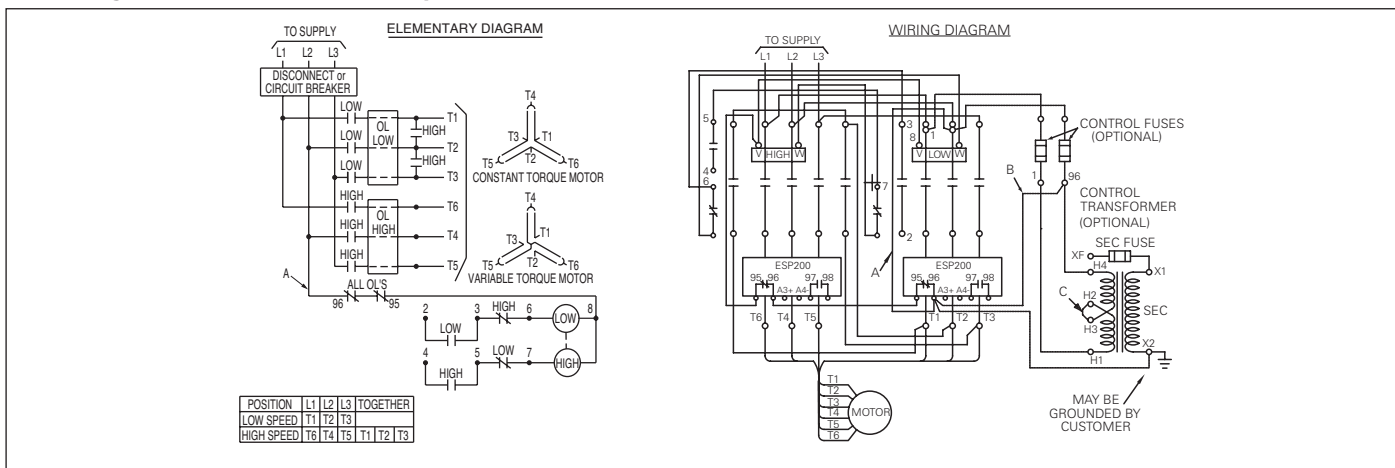 ELEMENTARY DIAGRAM
TO SUPPLY
L1 L2 L3
DISCONNECT or
CIRCUIT BREAKER
LOW
LOW
LOW
OL
LOW
HIGH
HIGH
T1
T2
T3
HIGH
HIGH
HIGH
OL
HIGH
T6
T4
T5
T4
T3 T1
T2
T5 T6
CONSTANT TORQUE MOTOR
T4
T3 T1
T2
T5 T6
VARIABLE TORQUE MOTOR
A
ALL OL'S
96 95
2 3 HIGH 6 LOW 8
LOW
4 5 LOW 7 HIGH
HIGH
POSITION L1 L2 L3 TOGETHER
LOW SPEED T1 T2 T3
HIGH SPEED T6 T4 T5 T1 T2 T3
WIRING DIAGRAM
TO SUPPLY
L1 L2 L3
5
4
6
V HIGH W
7
3
8
1
V LOW W
2
A
ESP200
95 96 97 98
A3+ A4-
T6 T4 T5
ESP200
95 96 97 98
A3+ A4-
T1 T2 T3
T1
T2
T3
T4
T5
T6
MOTOR
CONTROL FUSES
(OPTIONAL)
1 96
B
CONTROL
TRANSFORMER
(OPTIONAL)
SEC FUSE
XF
H4 X1
H2
C
H3
SEC
H1 X2
MAY BE
GROUNDED BY
CUSTOMER